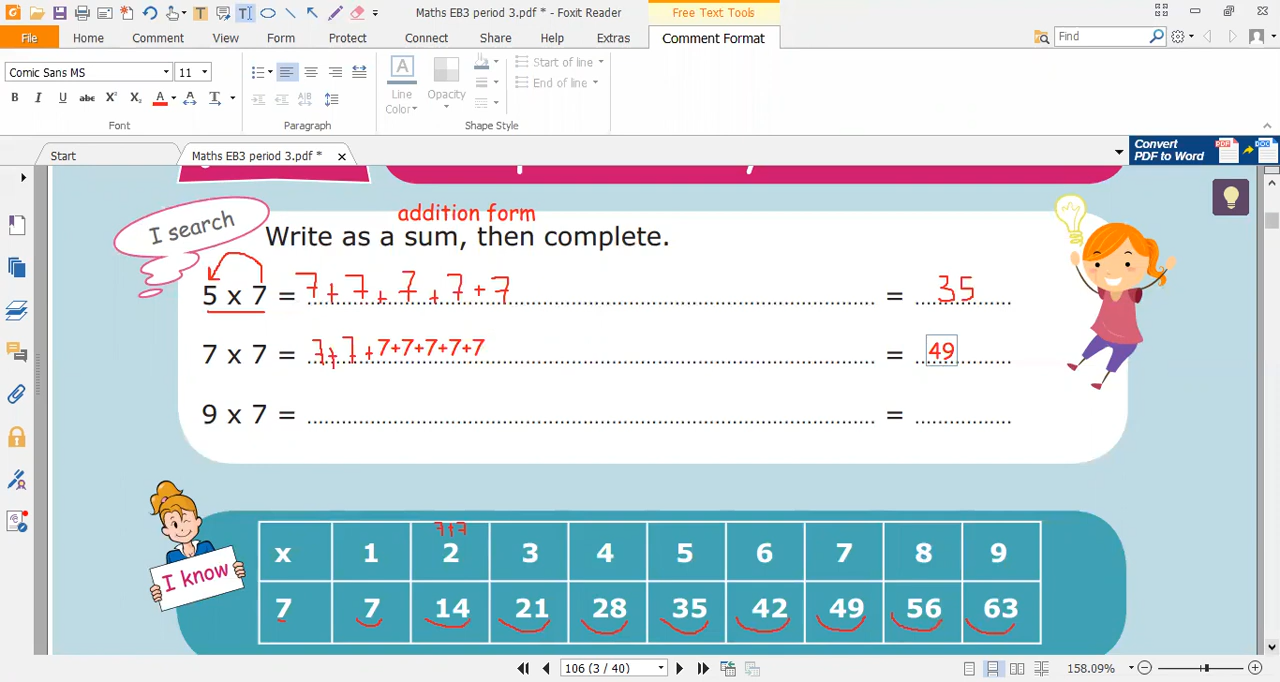 Maths EB3 period 3.pdf * - Foxit Reader
Free Text Tools
File Home Comment View Form Protect Connect Share Help Extras Comment Format
Find
Comic Sans MS 11
Start of line
End of line
Line Color
Opacity
Font Paragraph Shape Style
Start
Maths EB3 period 3.pdf *
Convert
PDF to Word
I search
addition form
Write as a sum, then complete.
5 x 7 = 7+7+7+7+7 = 35
7 x 7 = 7+7+7+7+7+7+7 = 49
9 x 7 = ........ = ........
7+7
x 1 2 3 4 5 6 7 8 9
I know
7 7 14 21 28 35 42 49 56 63
106 (3 / 40)
158.09%